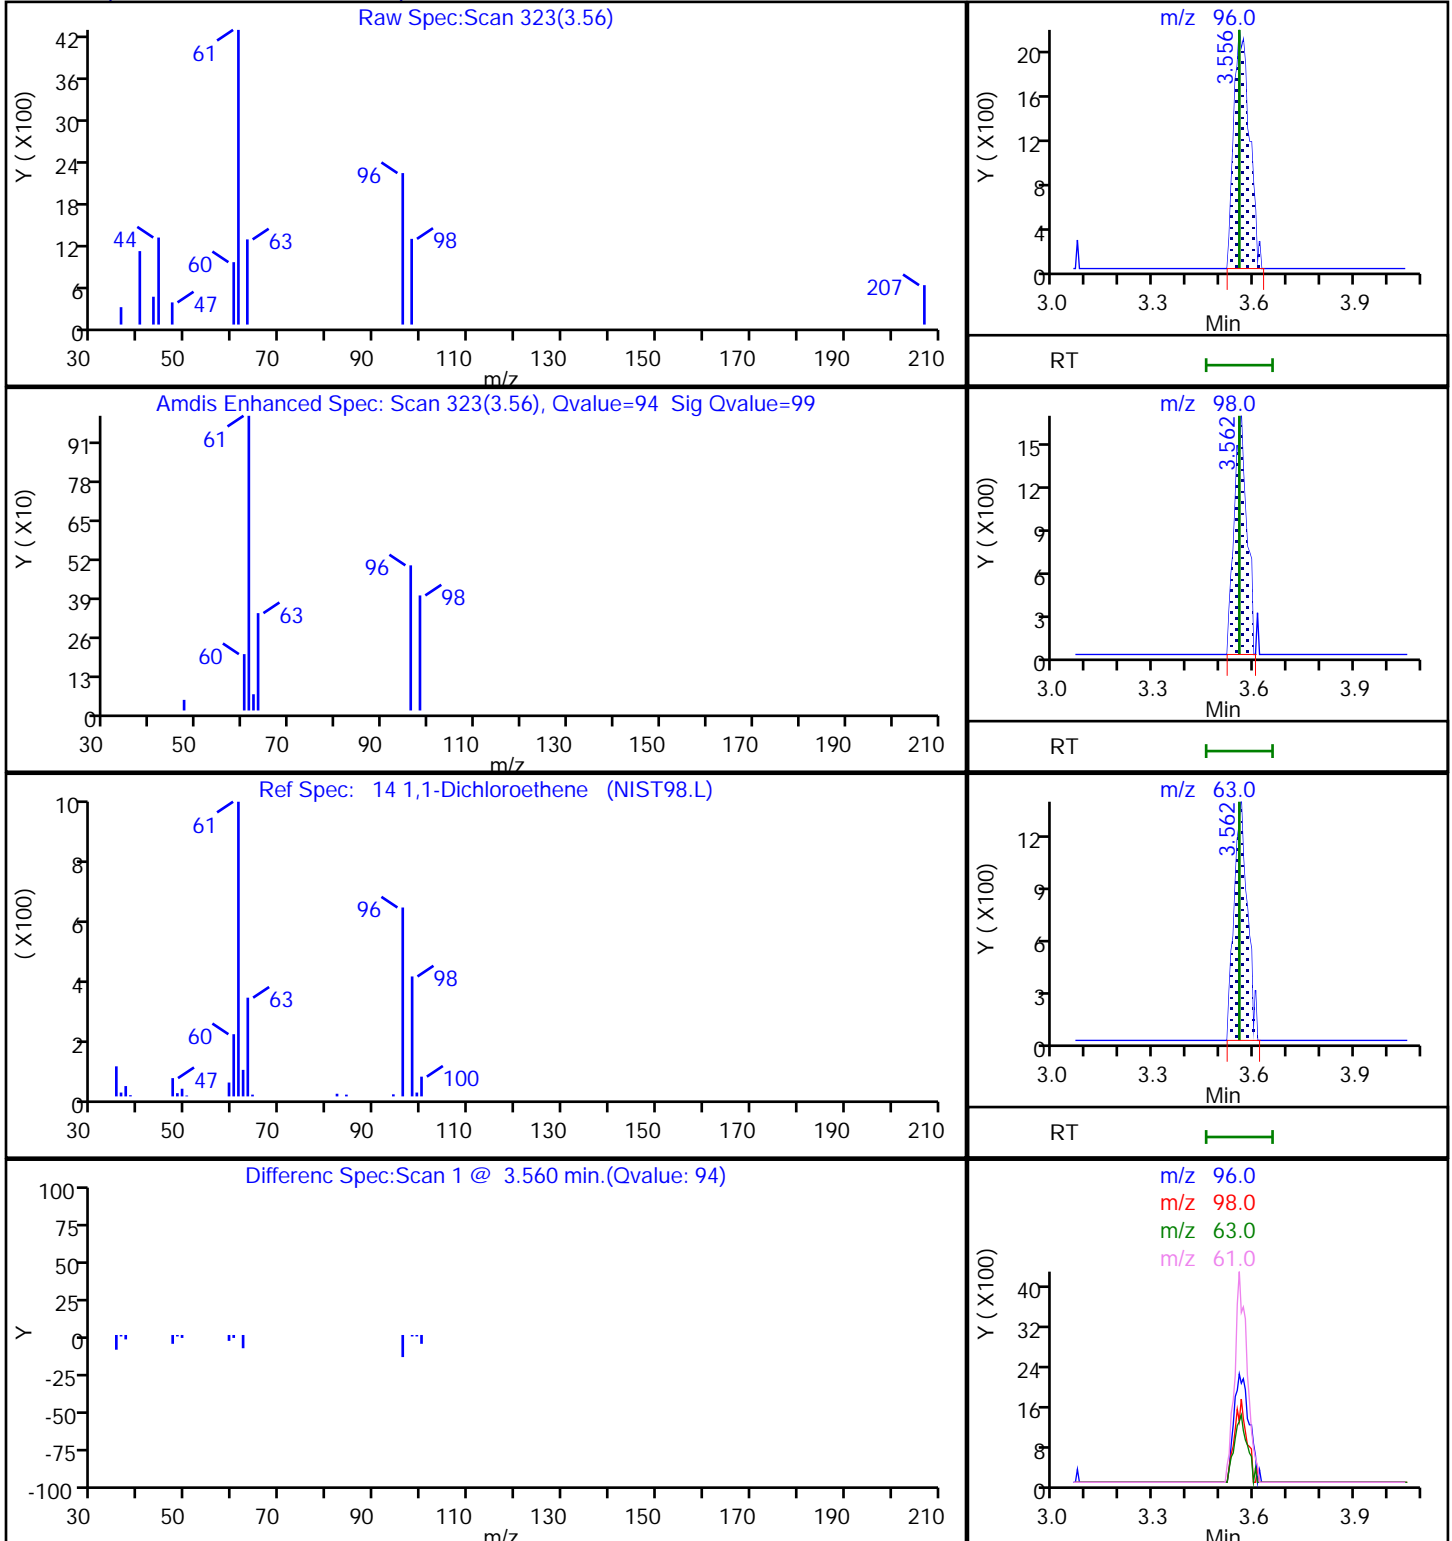 Raw Spec:Scan 323(3.56)
Y ( X100)
42
36
30
24
18
12
6
0
61
96
98
44
63
60
47
207
30 50 70 90 110 130 150 170 190 210
m/z
m/z 96.0
Y ( X100)
20
16
12
8
4
0
3.556
3.0 3.3 3.6 3.9
Min
RT
Amdis Enhanced Spec: Scan 323(3.56), Qvalue=94 Sig Qvalue=99
Y ( X10)
91
78
65
52
39
26
13
0
61
96
98
63
60
30 50 70 90 110 130 150 170 190 210
m/z
m/z 98.0
Y ( X100)
15
12
9
6
3
0
3.562
3.0 3.3 3.6 3.9
Min
RT
Ref Spec: 14 1,1-Dichloroethene (NIST98.L)
( X100)
10
8
6
4
2
0
61
96
98
63
60
47
100
30 50 70 90 110 130 150 170 190 210
m/z 63.0
Y ( X100)
12
9
6
3
0
3.562
3.0 3.3 3.6 3.9
Min
RT
Differenc Spec:Scan 1 @ 3.560 min.(Qvalue: 94)
Y
100
75
50
25
0
-25
-50
-75
-100
30 50 70 90 110 130 150 170 190 210
m/z
m/z 96.0
m/z 98.0
m/z 63.0
m/z 61.0
Y ( X100)
40
32
24
16
8
0
3.0 3.3 3.6 3.9
Min